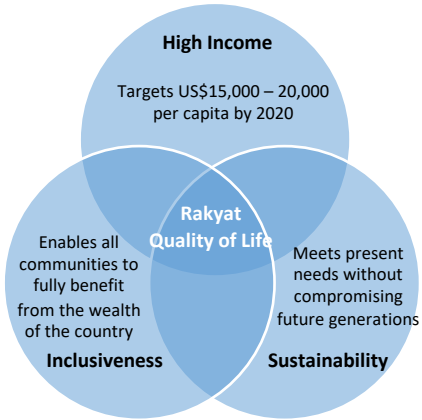 High Income
Targets US$15,000 – 20,000
per capita by 2020
Rakyat
Quality of Life
Enables all
communities to
fully benefit
from the wealth
of the country
Inclusiveness
Meets present
needs without
compromising
future generations
Sustainability